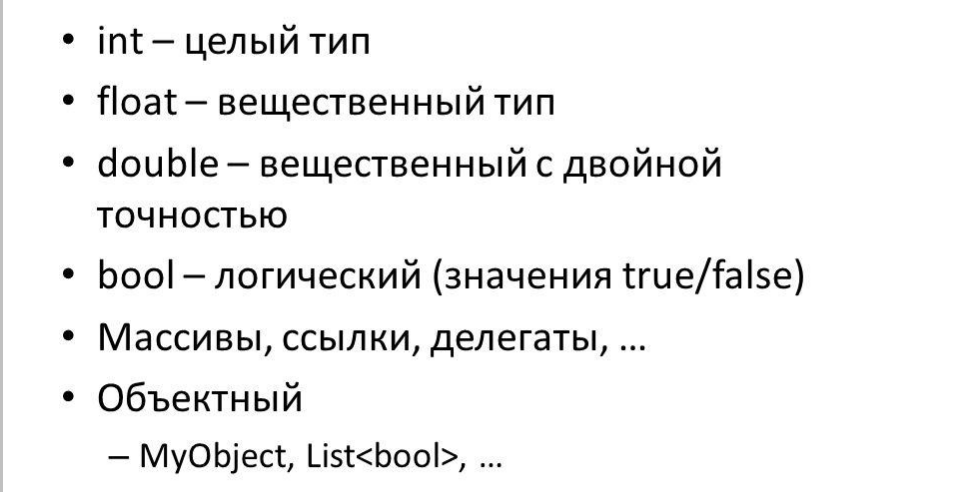 • int – целый тип
• float – вещественный тип
• double – вещественный с двойной
точностью
• bool – логический (значения true/false)
• Массивы, ссылки, делегаты, ...
• Объектный
– MyObject, List<bool>, ...